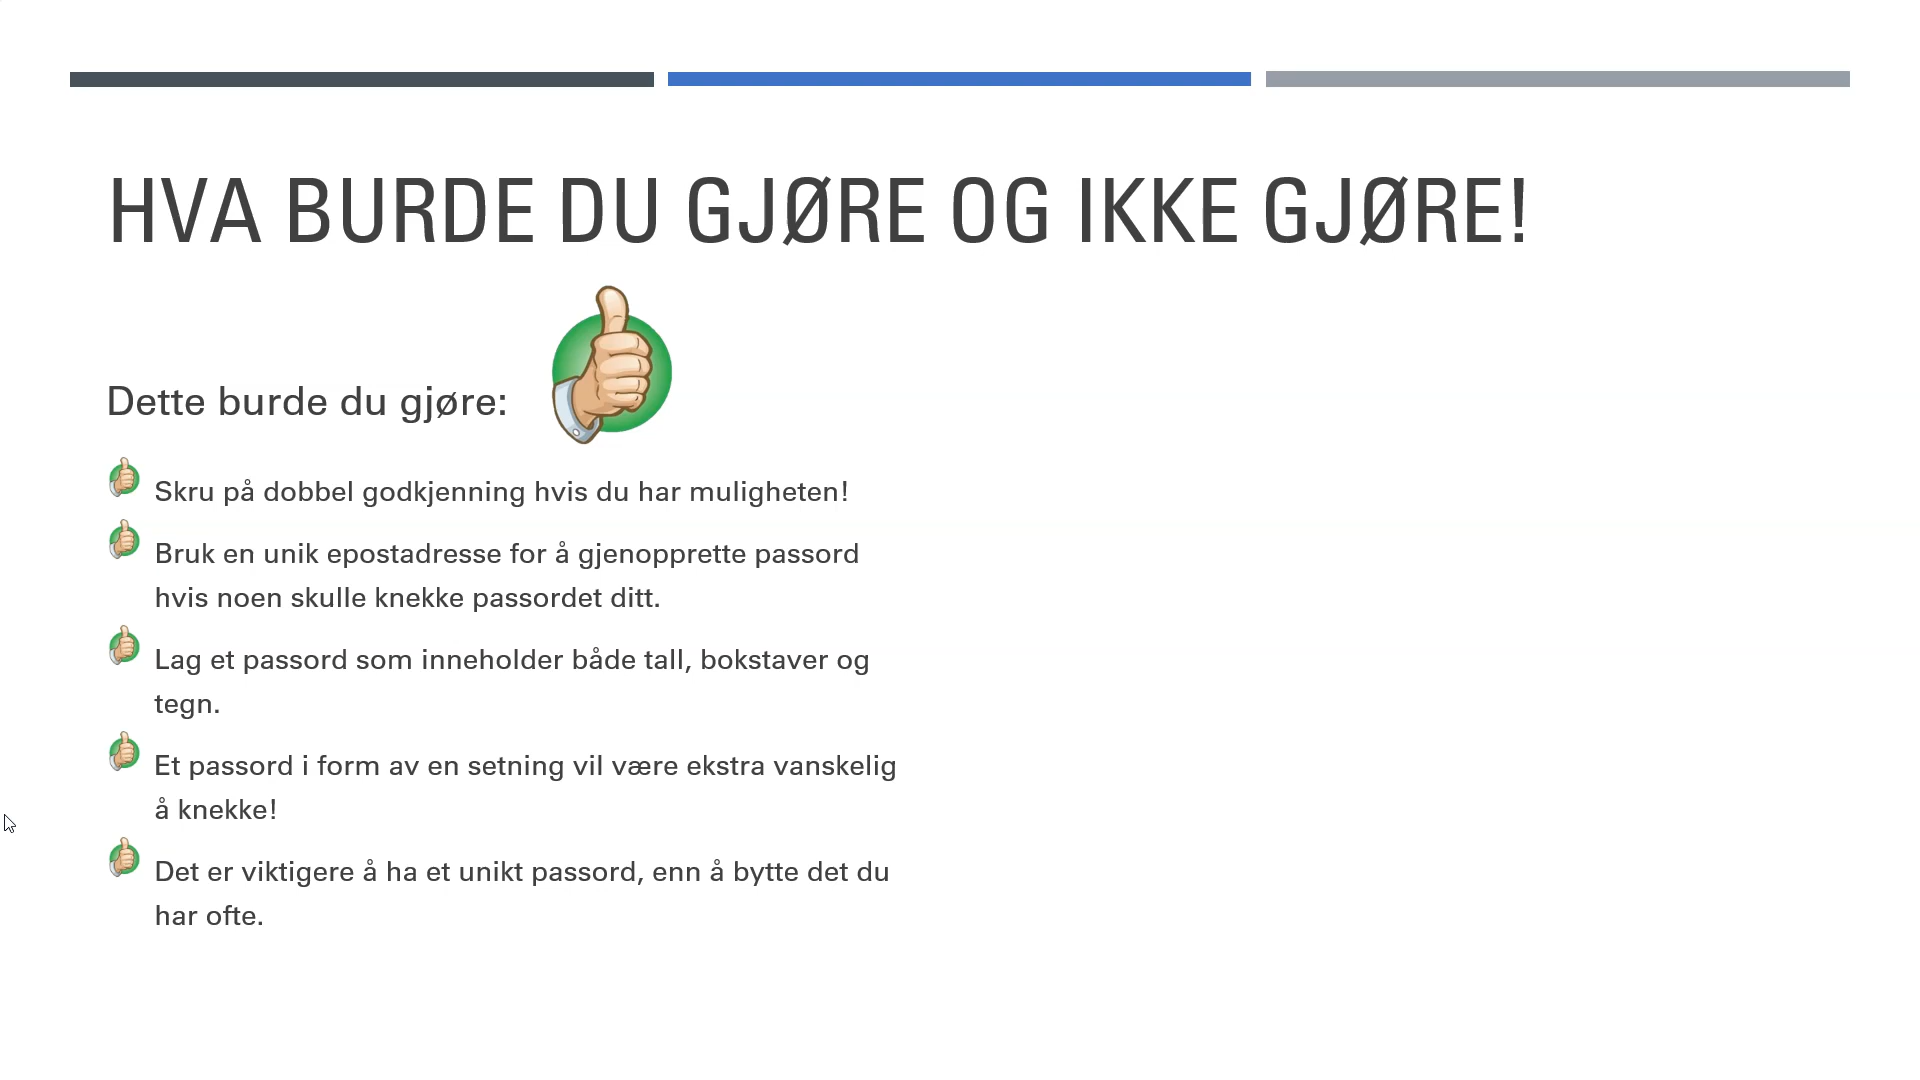 HVA BURDE DU GJØRE OG IKKE GJØRE!
Dette burde du gjøre:
Skru på dobbel godkjenning hvis du har muligheten!
Bruk en unik epostadresse for å gjenopprette passord
hvis noen skulle knekke passordet ditt.
Lag et passord som inneholder både tall, bokstaver og
tegn.
Et passord i form av en setning vil være ekstra vanskelig
å knekke!
Det er viktigere å ha et unikt passord, enn å bytte det du
har ofte.